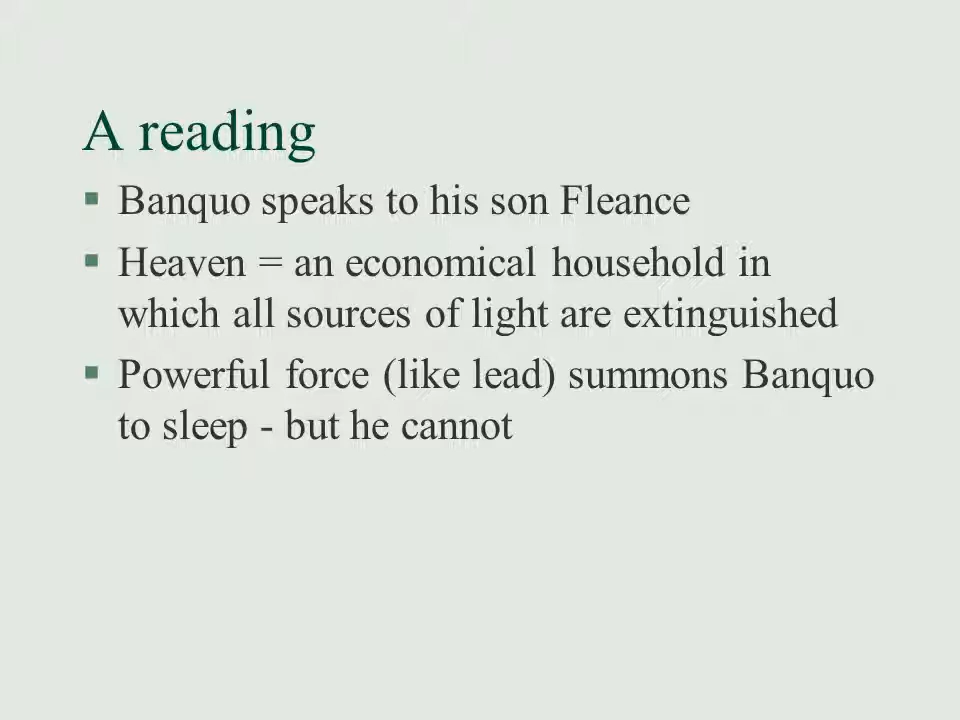 A reading
Banquo speaks to his son Fleance
Heaven = an economical household in
which all sources of light are extinguished
Powerful force (like lead) summons Banquo
to sleep - but he cannot